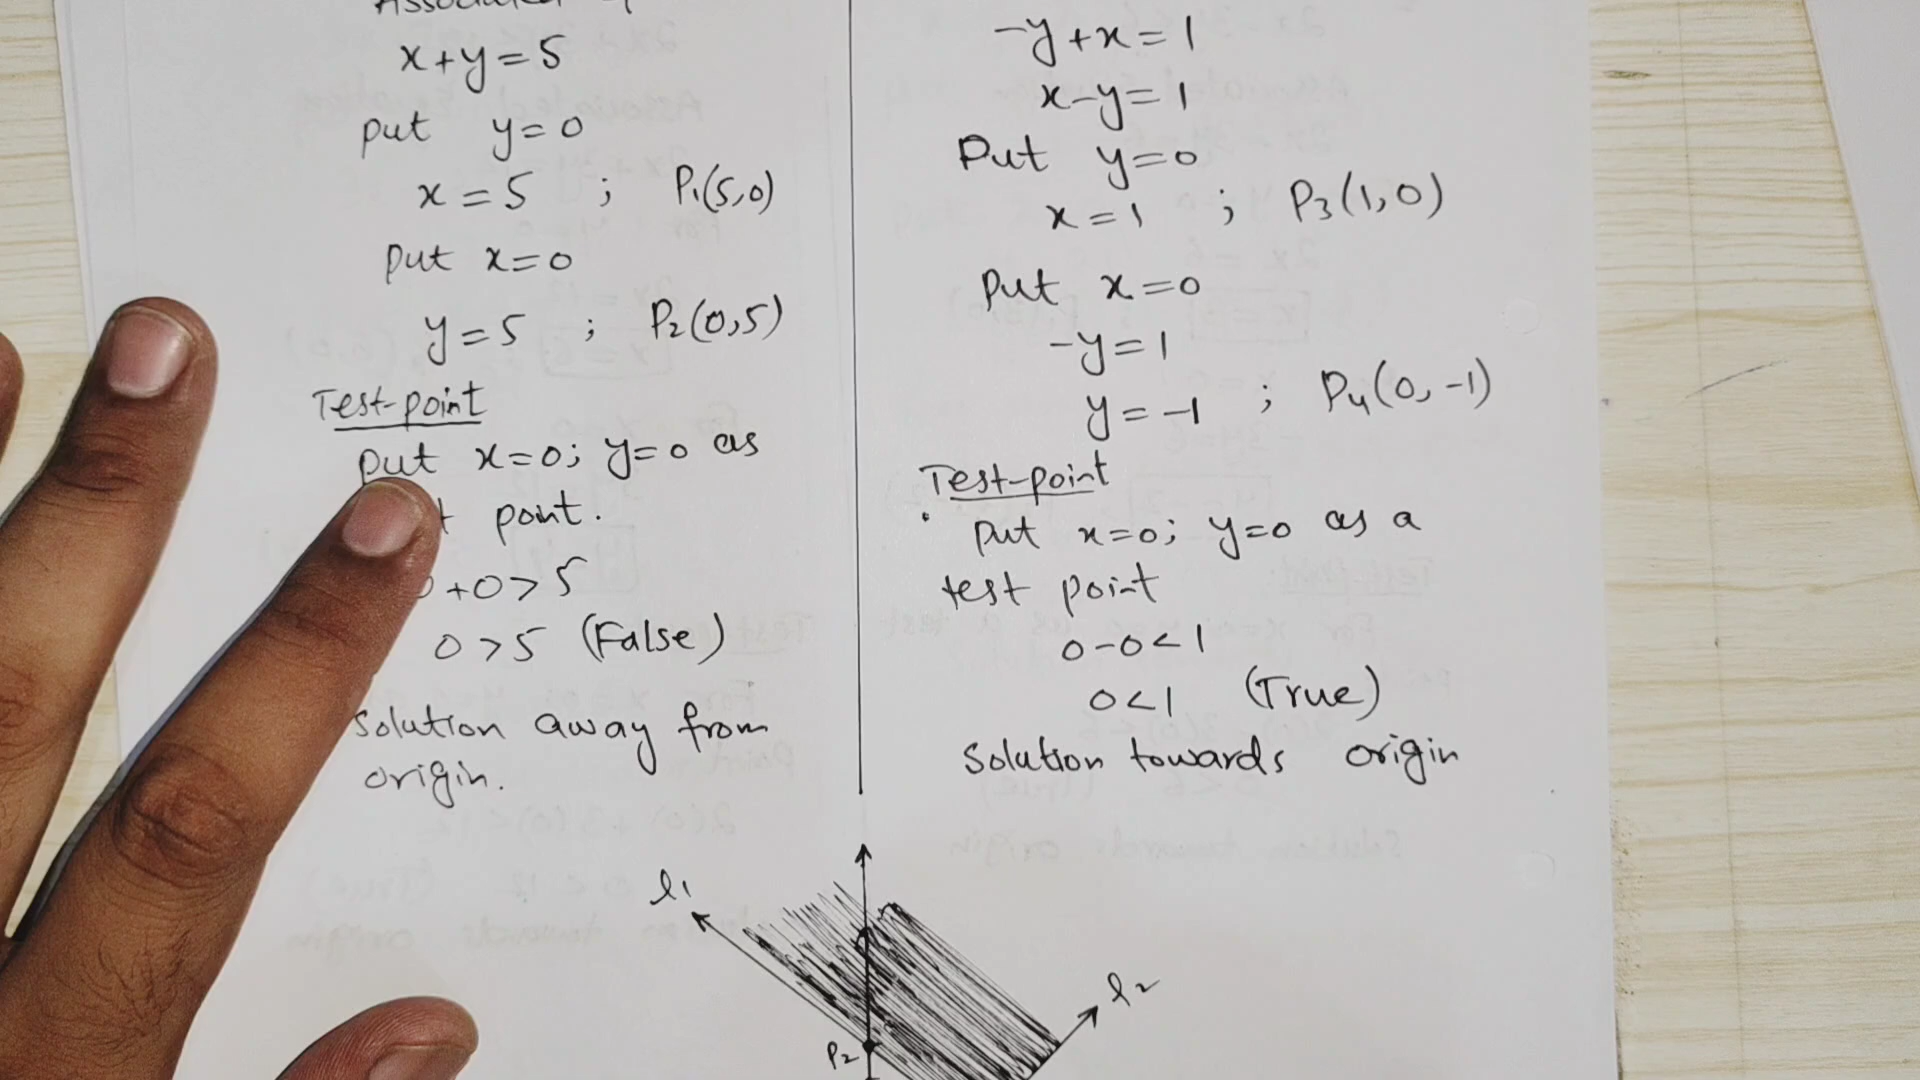 x+y=5
put y=0
x=5 ; P1(5,0)
put x=0
y=5 ; P2(0,5)
Test-point
put x=0; y=0 as
point.
+0>5
0>5 (False)
solution away from
origin.
-y+x=1
x-y=1
Put y=0
x=1 ; P3(1,0)
Put x=0
-y=1
y=-1 ; P4(0,-1)
Test-point
Put x=0; y=0 as a
test point
0-0<1
0<1 (True)
Solution towards origin
l1
l2
P2